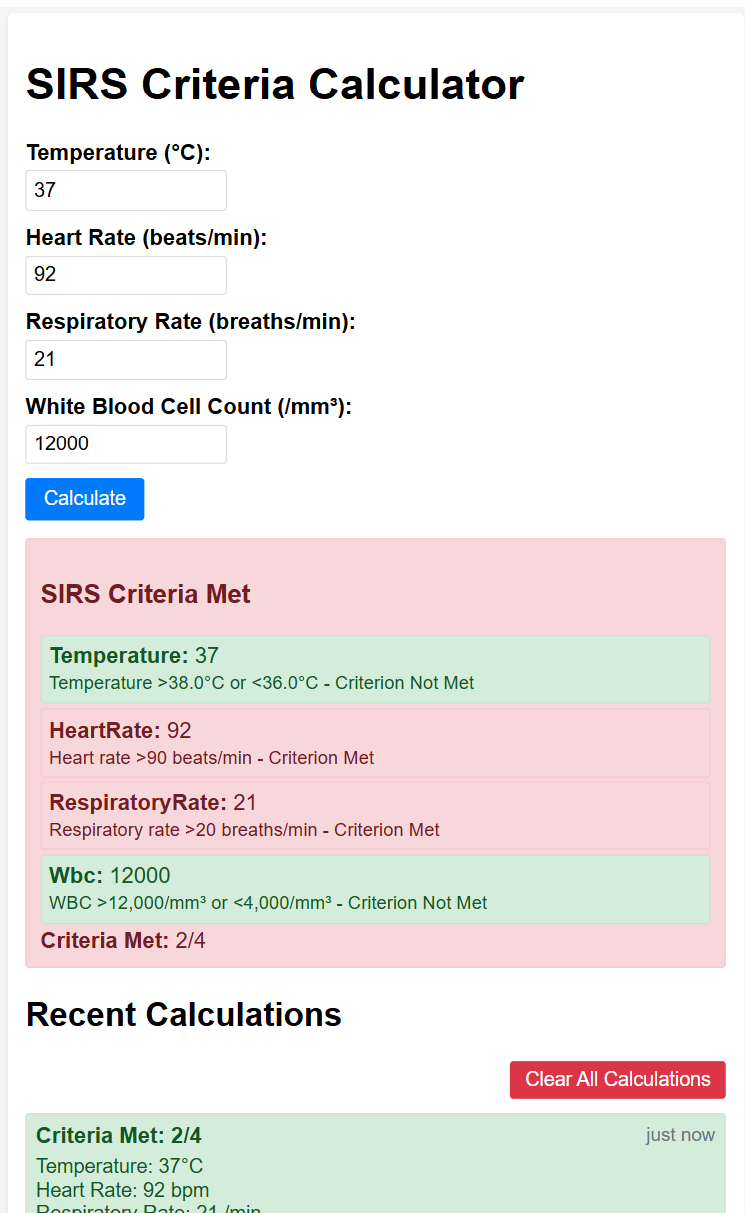 SIRS Criteria Calculator
Temperature (°C):
37
Heart Rate (beats/min):
92
Respiratory Rate (breaths/min):
21
White Blood Cell Count (/mm³):
12000
Calculate
SIRS Criteria Met
Temperature: 37
Temperature >38.0°C or <36.0°C - Criterion Not Met
HeartRate: 92
Heart rate >90 beats/min - Criterion Met
RespiratoryRate: 21
Respiratory rate >20 breaths/min - Criterion Met
Wbc: 12000
WBC >12,000/mm³ or <4,000/mm³ - Criterion Not Met
Criteria Met: 2/4
Recent Calculations
Clear All Calculations
Criteria Met: 2/4 just now
Temperature: 37°C
Heart Rate: 92 bpm
Respiratory Rate: 21 /min